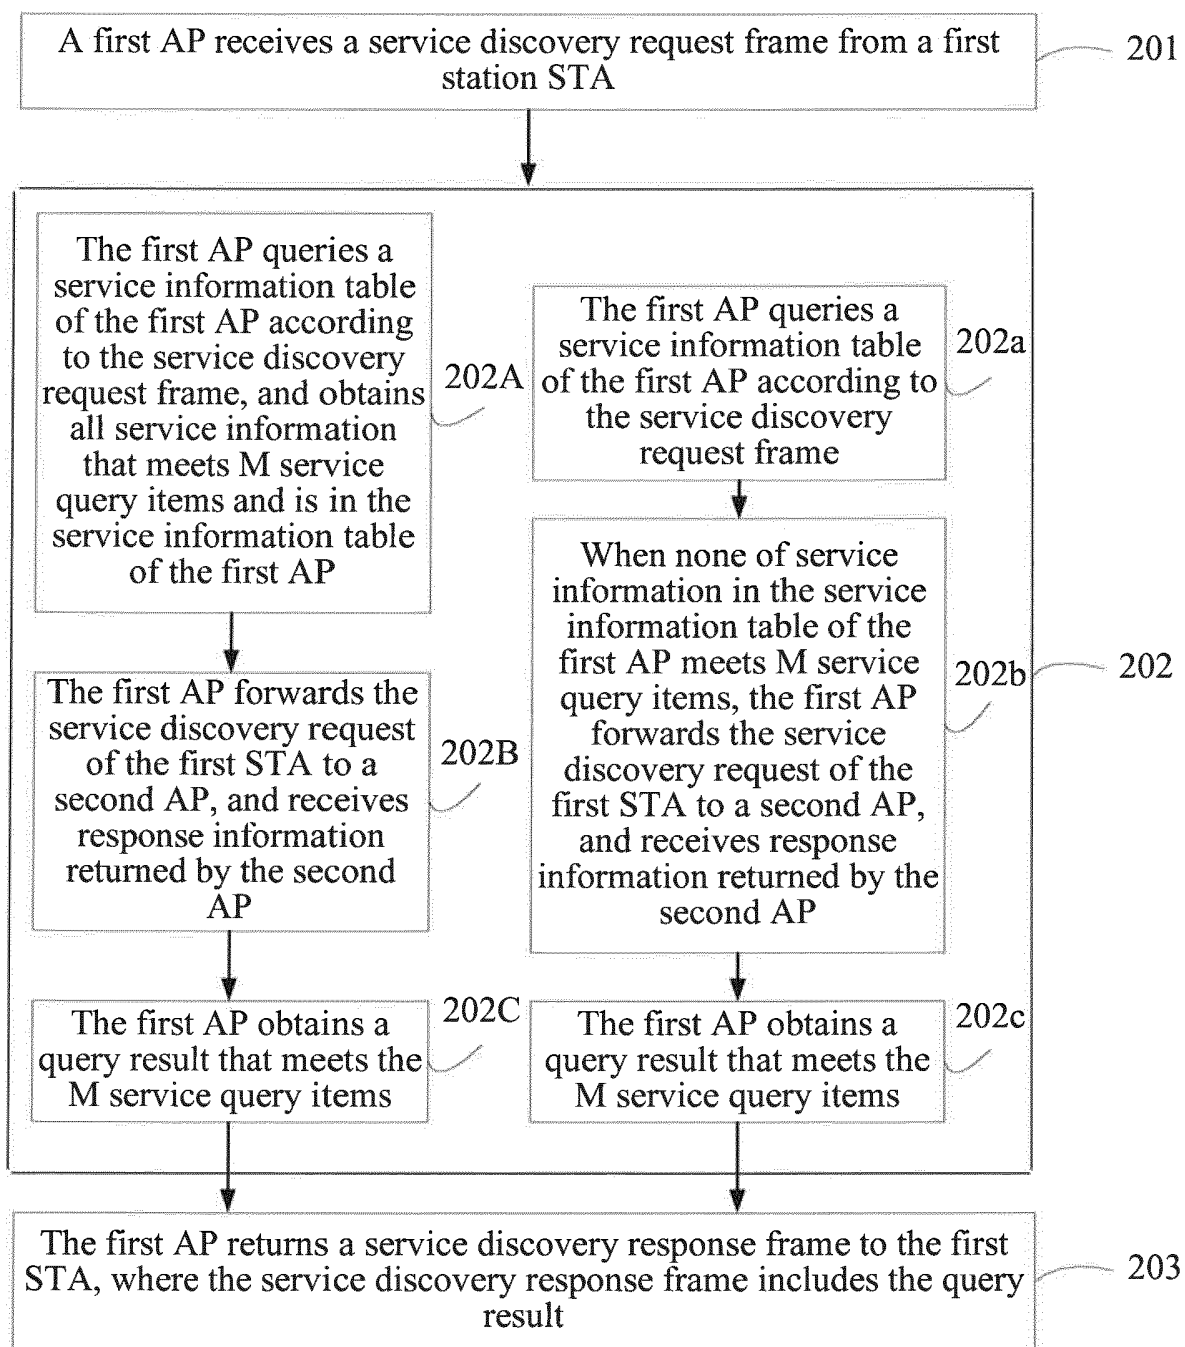 A first AP receives a service discovery request frame from a first
station STA
201
The first AP queries a
service information table
of the first AP according
to the service discovery
request frame, and obtains
all service information
that meets M service
query items and is in the
service information table
of the first AP
202A
The first AP forwards the
service discovery request
of the first STA to a
second AP, and receives
response information
returned by the second
AP
202B
The first AP obtains a
query result that meets the
M service query items
202C
The first AP queries a
service information table
of the first AP according to
the service discovery
request frame
202a
When none of service
information in the service
information table of the
first AP meets M service
query items, the first AP
forwards the service
discovery request of the
first STA to a second AP,
and receives response
information returned by the
second AP
202b
The first AP obtains a
query result that meets the
M service query items
202c
202
The first AP returns a service discovery response frame to the first
STA, where the service discovery response frame includes the query
result
203